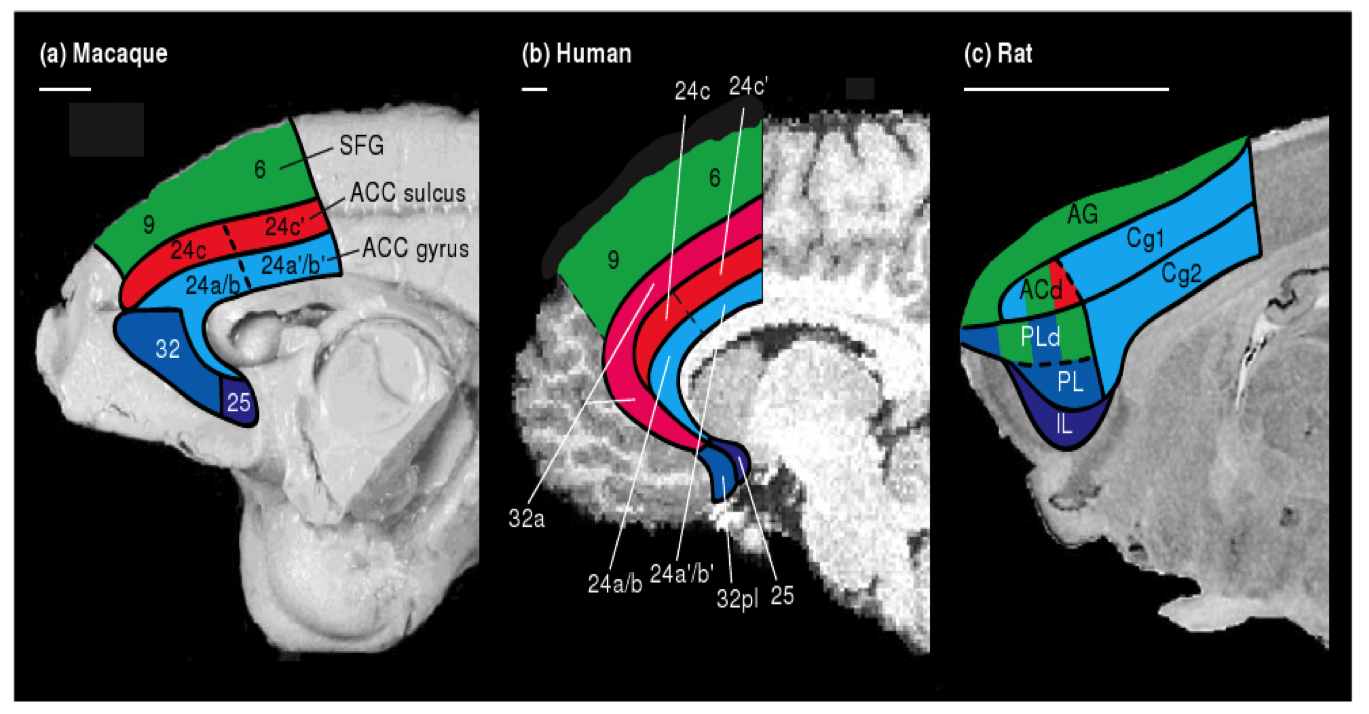 (a) Macaque
SFG
6
ACC sulcus
9
24c'
24c
ACC gyrus
24a'/b'
24a/b
32
25
(b) Human
24c
24c'
6
9
32a
24a/b
24a'/b'
32pl
25
(c) Rat
AG
Cg1
Cg2
ACd
PLd
PL
IL